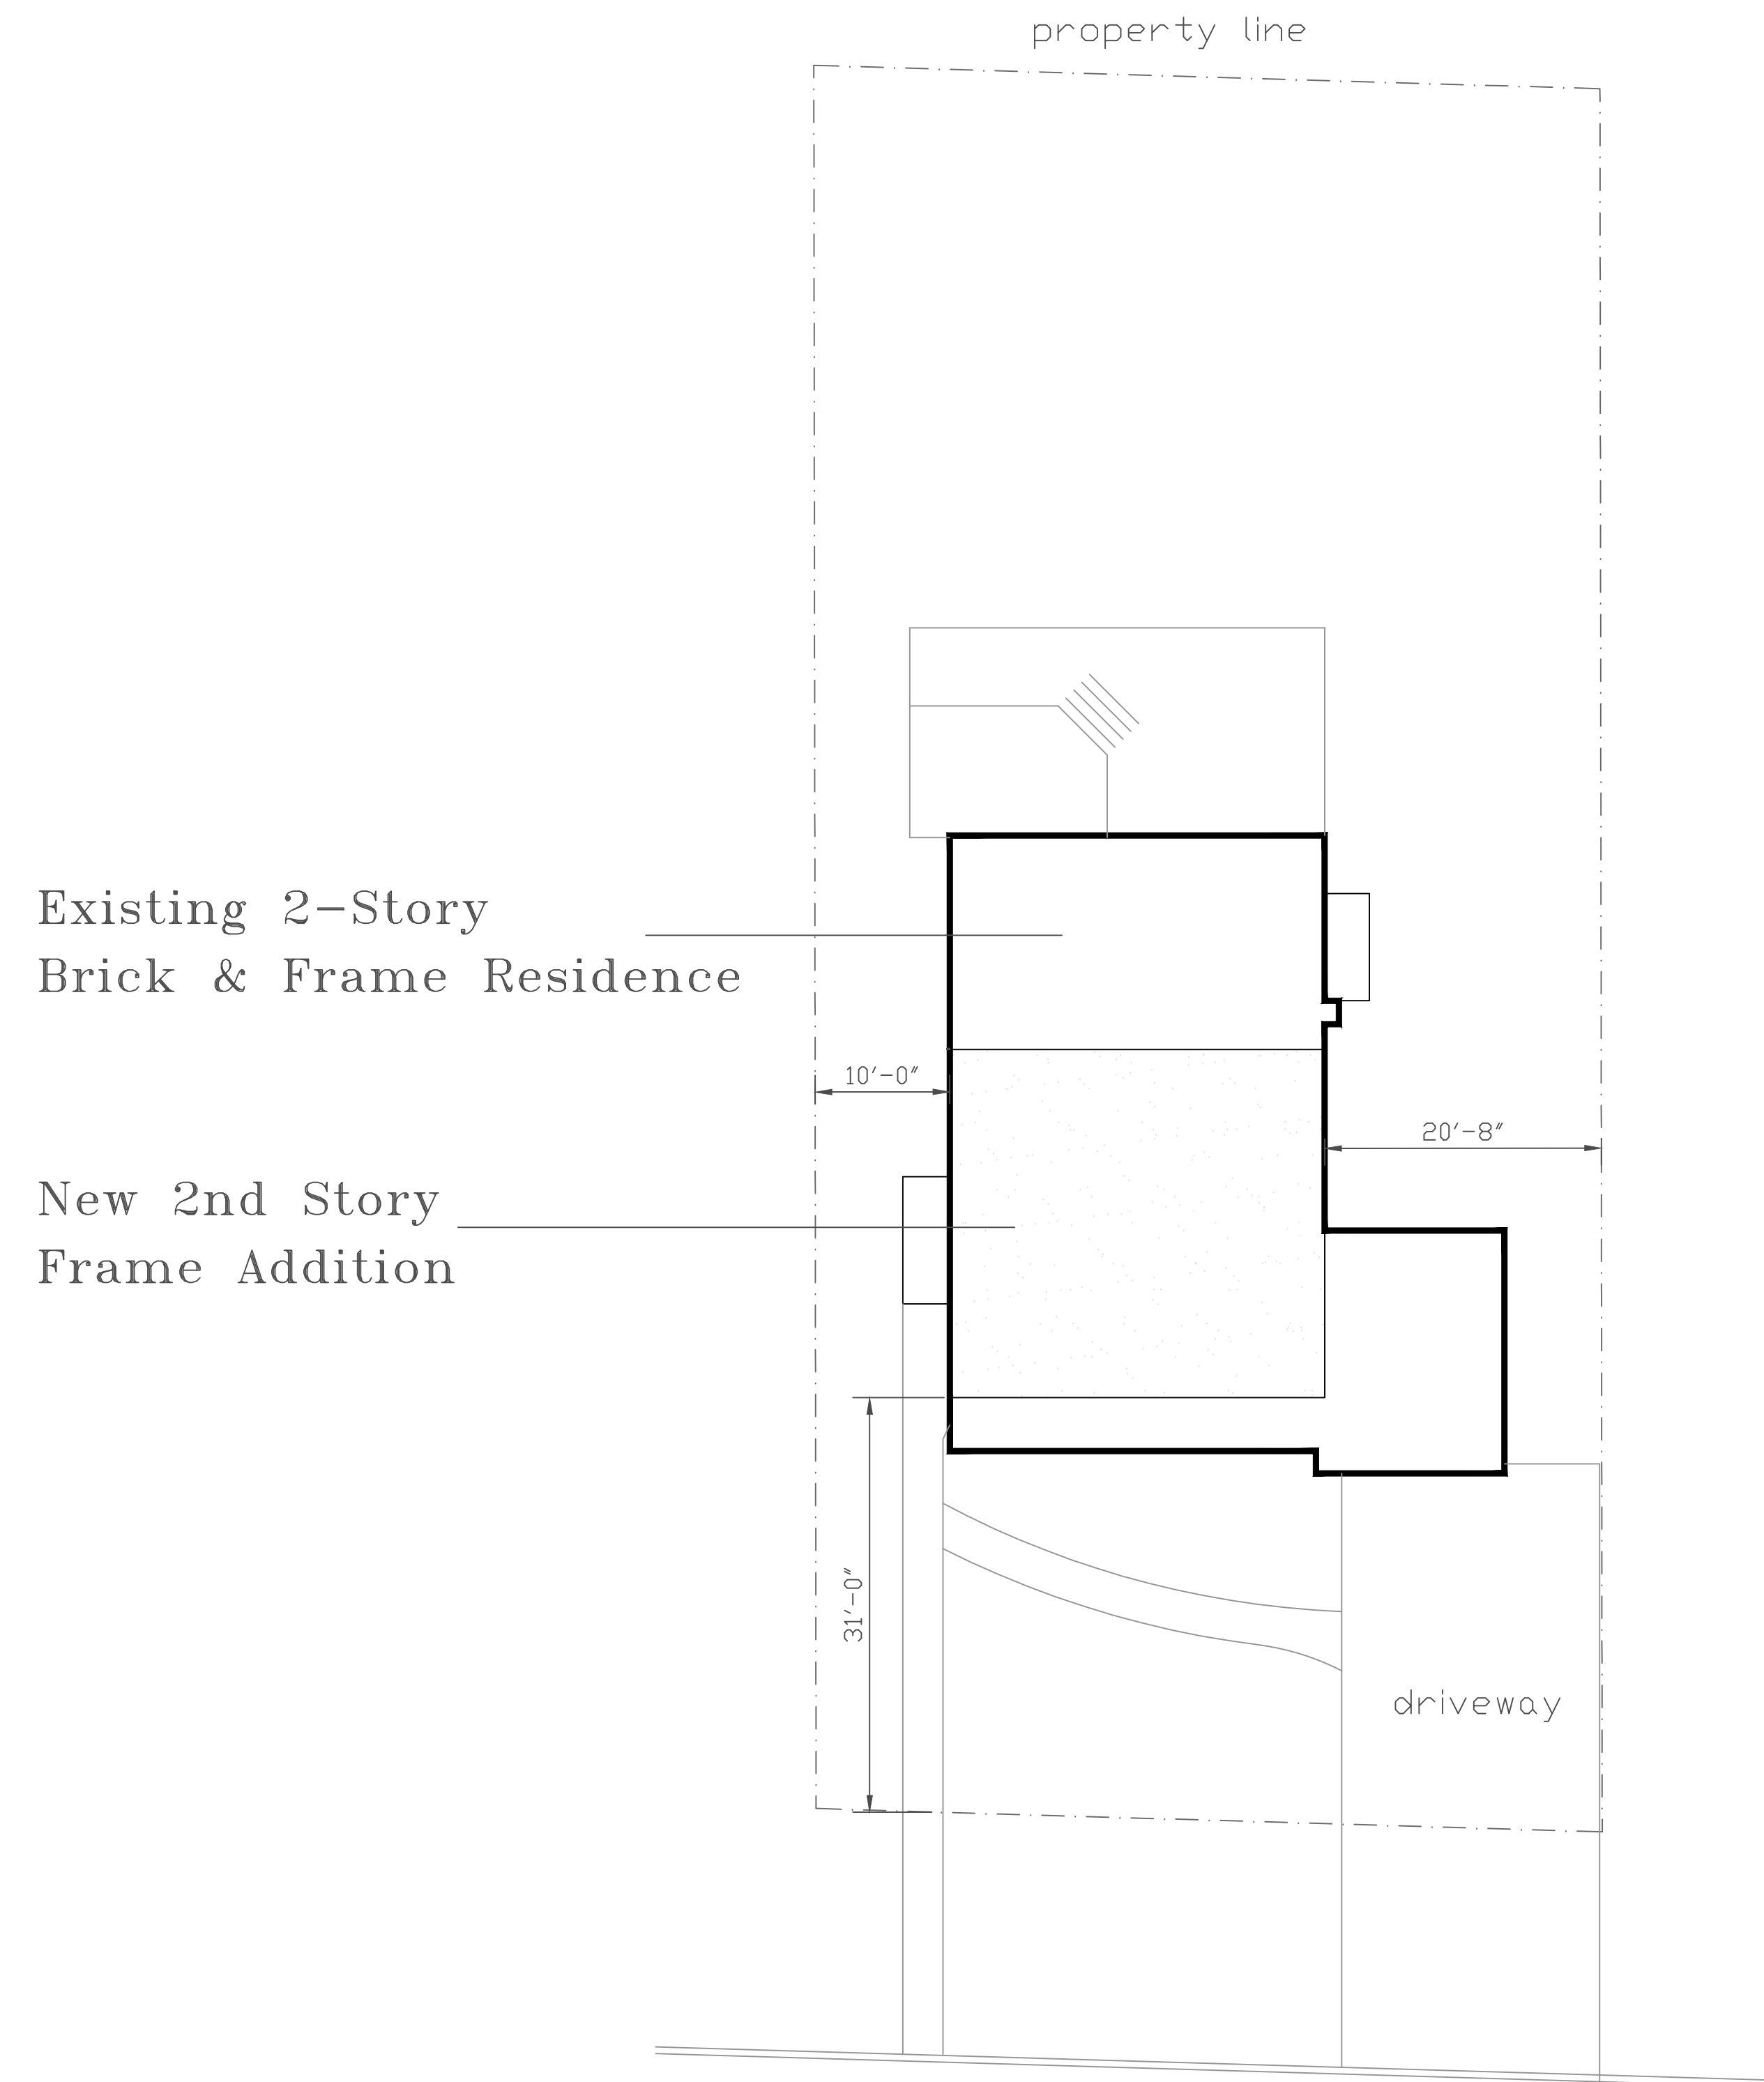 property line
Existing 2-Story
Brick & Frame Residence
10'-0"
20'-8"
New 2nd Story
Frame Addition
31'-0"
driveway